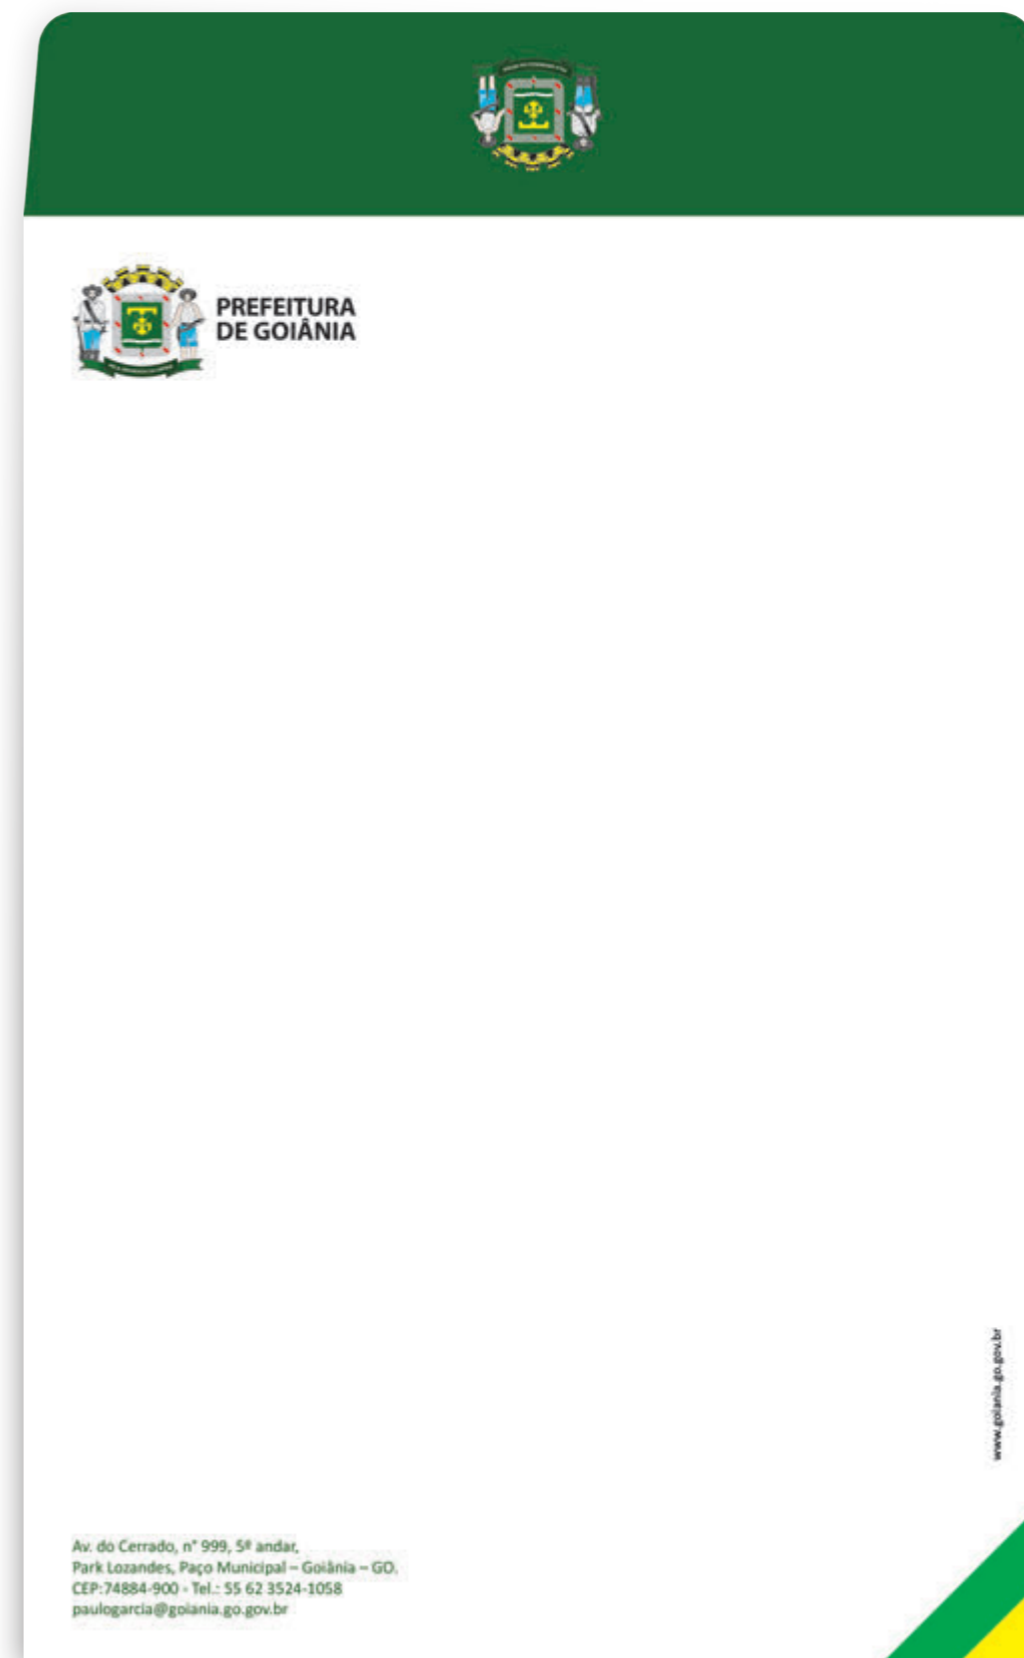 PREFEITURA
DE GOIÂNIA
www.goiania.go.gov.br
Av. do Cerrado, n° 999, 5º andar,
Park Lozandes, Paço Municipal – Goiânia – GO.
CEP:74884-900 - Tel.: 55 62 3524-1058
paulogarcia@goiania.go.gov.br